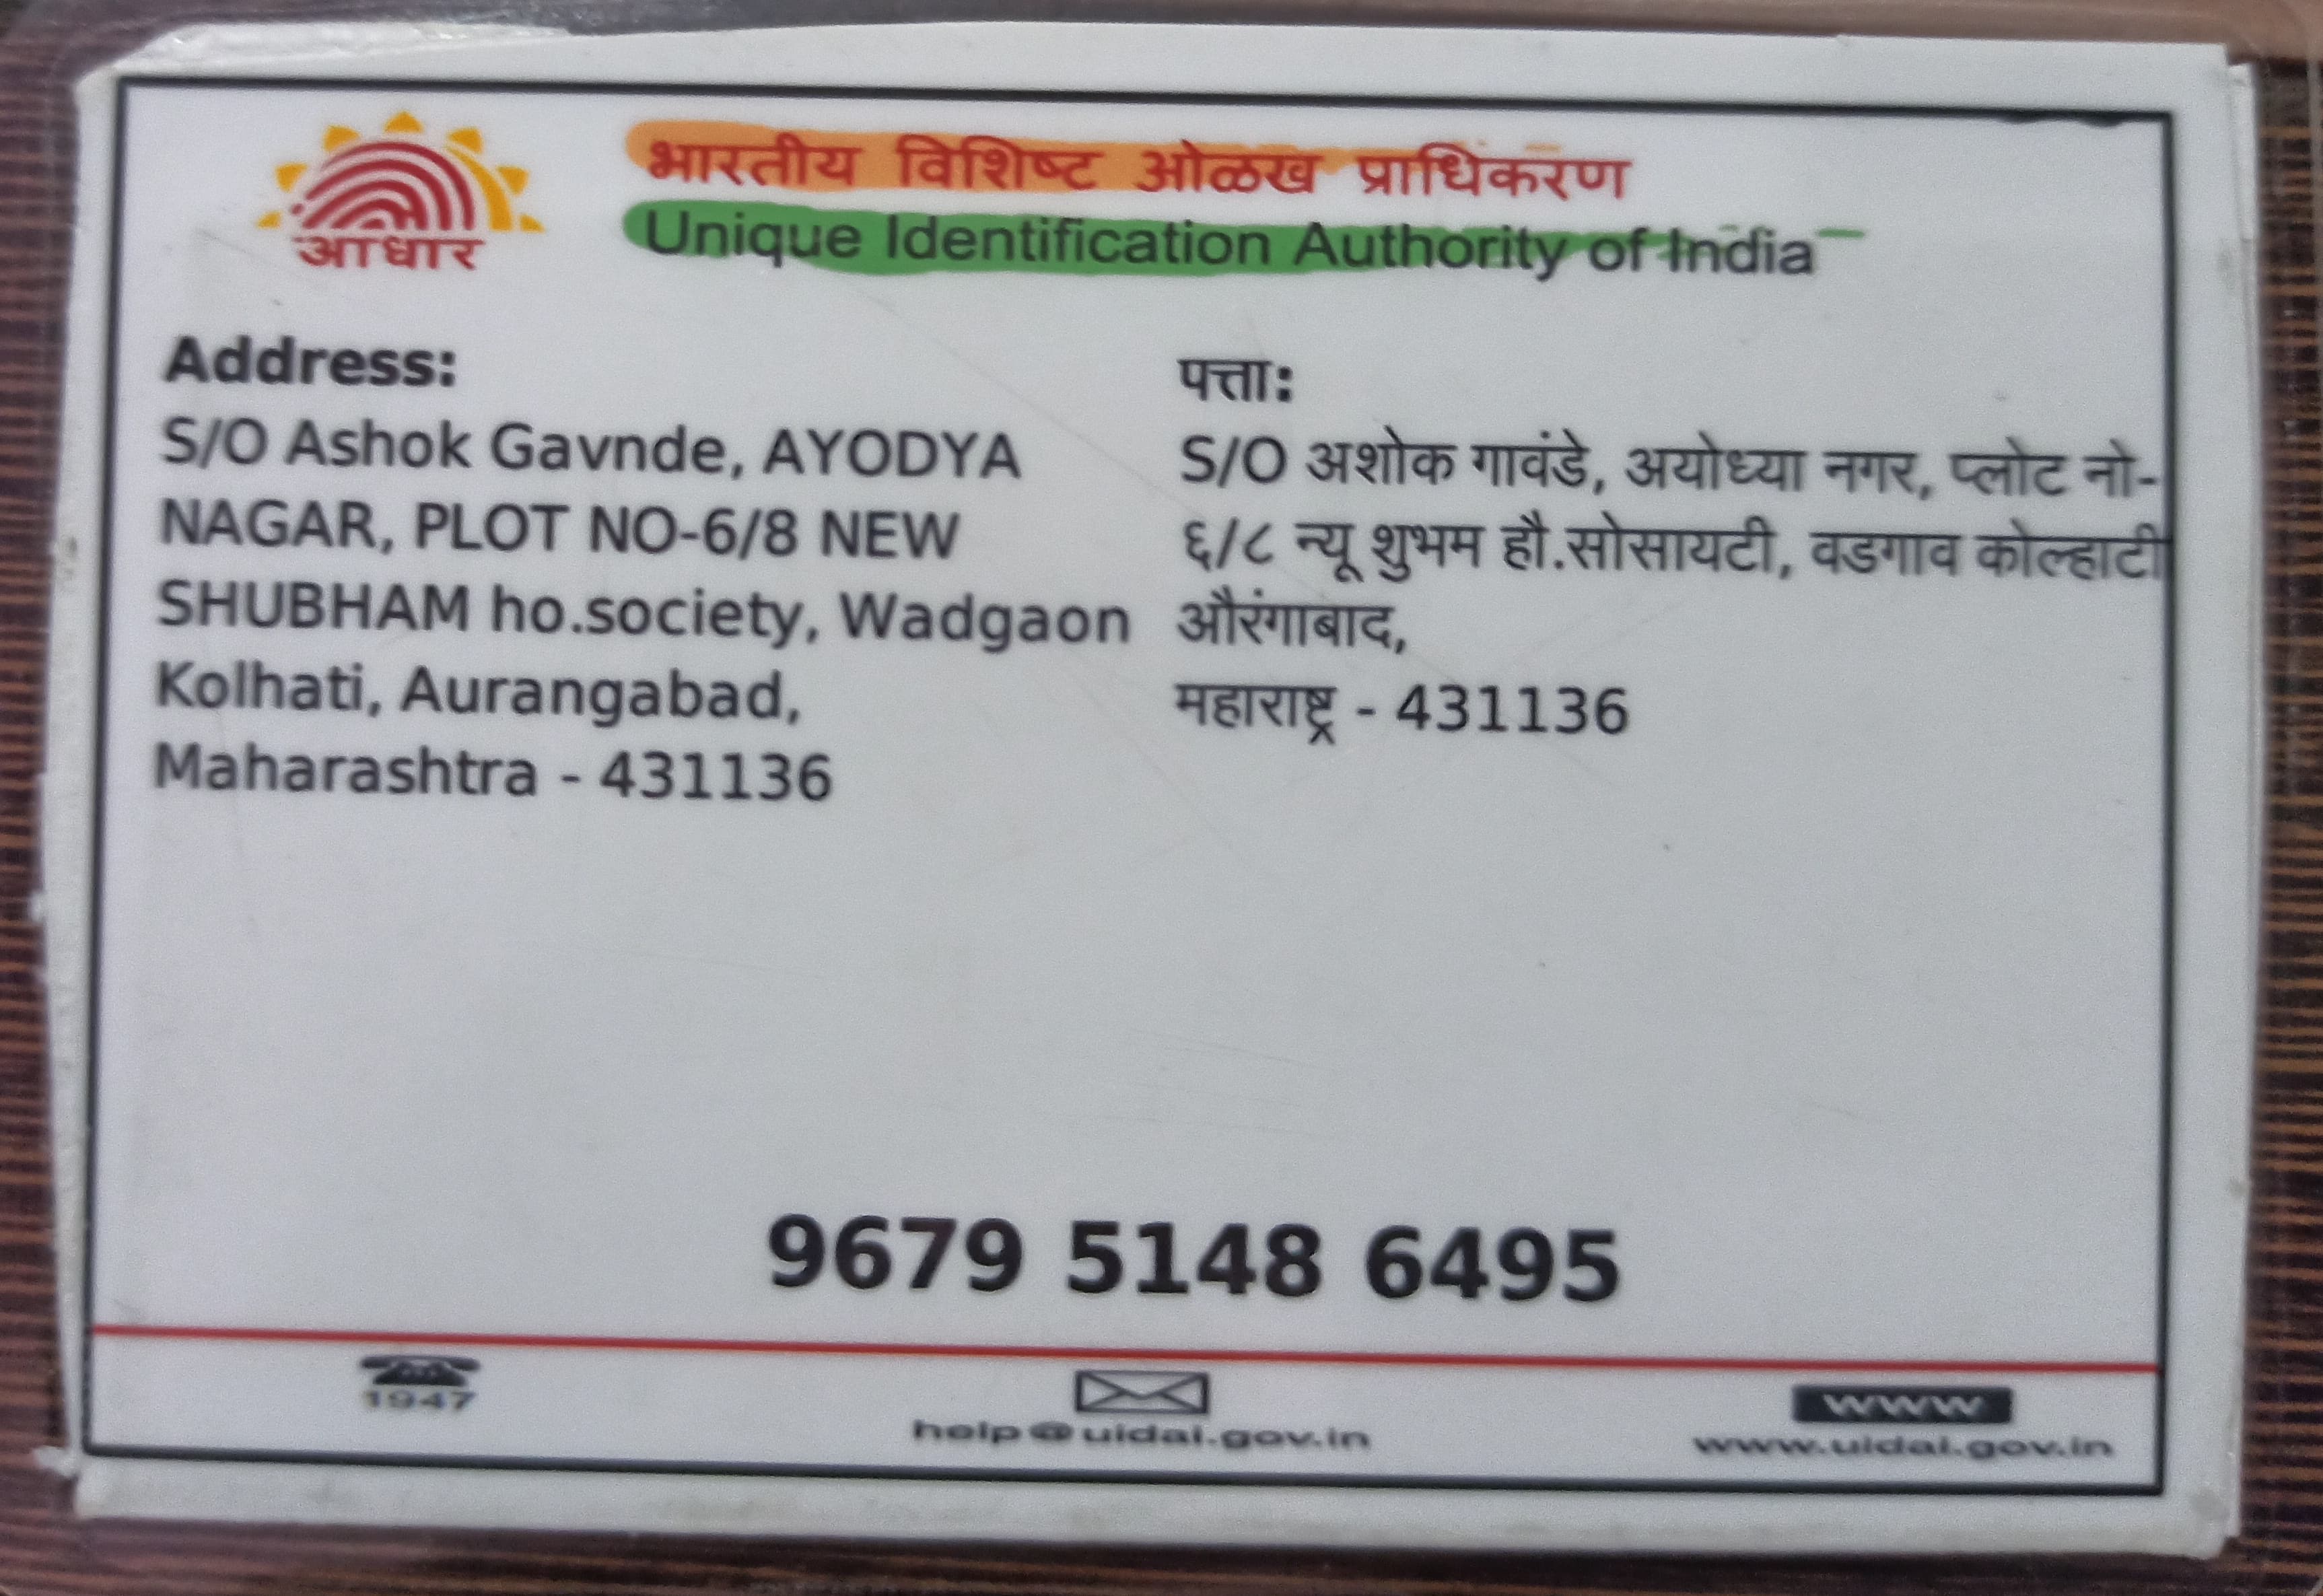 आधार
भारतीय विशिष्ट ओळख प्राधिकरण
Unique Identification Authority of India
Address:
S/O Ashok Gavnde, AYODYA
NAGAR, PLOT NO-6/8 NEW
SHUBHAM ho.society, Wadgaon
Kolhati, Aurangabad,
Maharashtra - 431136
पत्ता:
S/O अशोक गावंडे, अयोध्या नगर, प्लोट नो-
६/८ न्यू शुभम हौ.सोसायटी, वडगाव कोल्हाटी
औरंगाबाद,
महाराष्ट्र - 431136
9679 5148 6495
1947
help@uidai.gov.in
WWW
www.uidai.gov.in